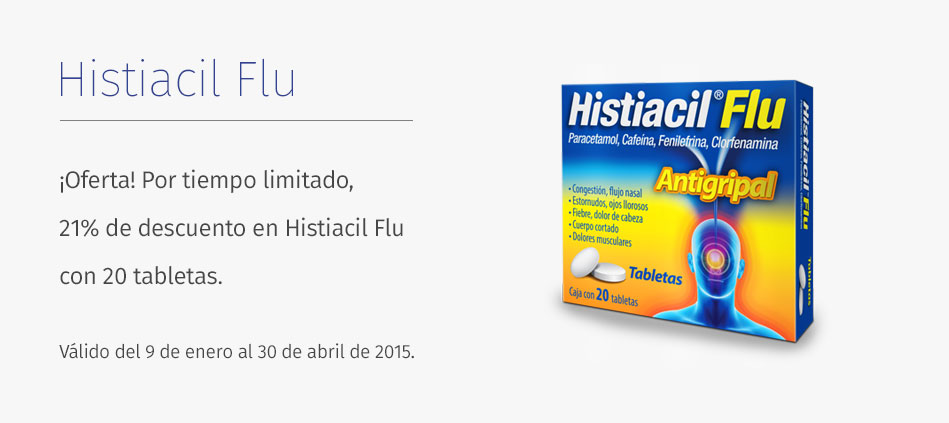 Histiacil Flu
¡Oferta! Por tiempo limitado,
21% de descuento en Histiacil Flu
con 20 tabletas.
Válido del 9 de enero al 30 de abril de 2015.
Histiacil® Flu
Paracetamol, Cafeína, Fenilefrina, Clorfenamina
Antigripal
• Congestión, flujo nasal
• Estornudos, ojos llorosos
• Fiebre, dolor de cabeza
• Cuerpo cortado
• Dolores musculares
Tabletas
Caja con 20 tabletas
Histiacil® Flu
Tabletas